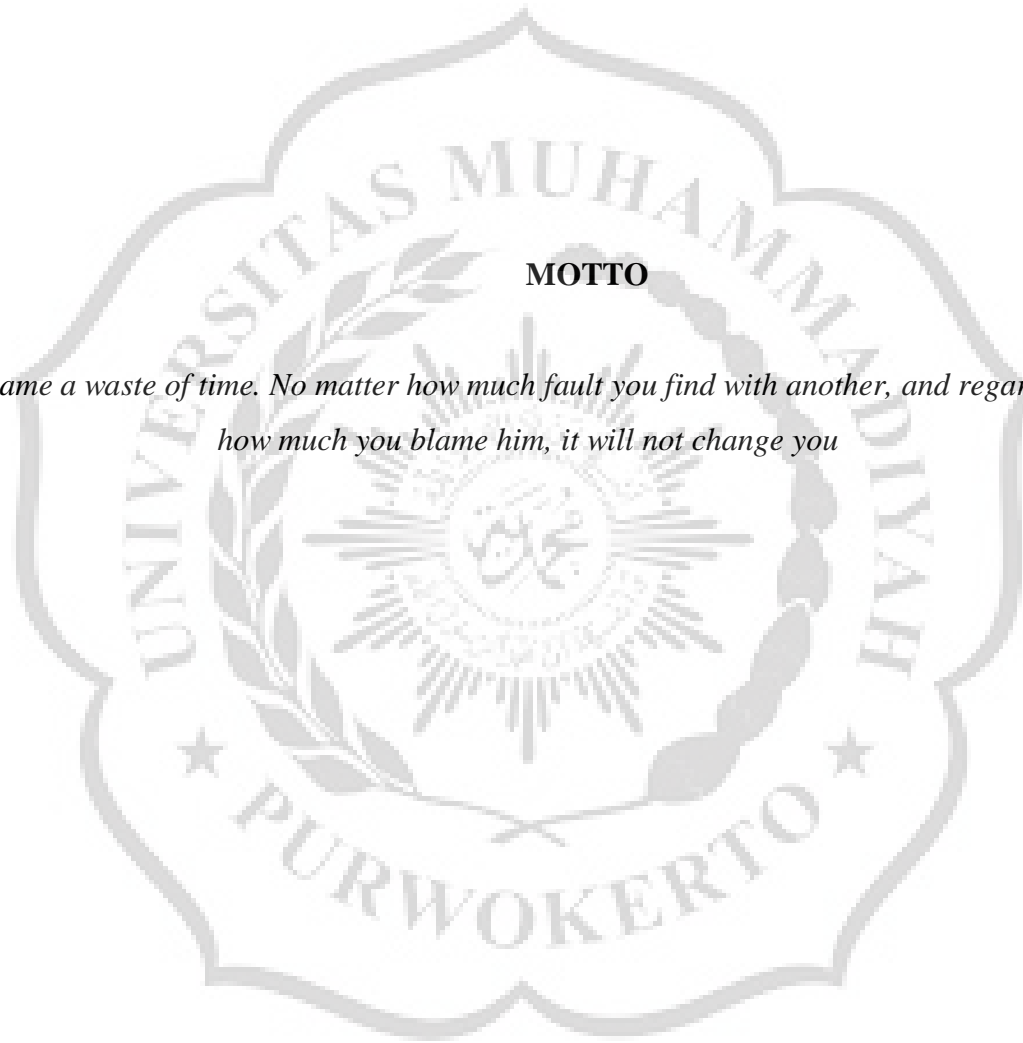 UNIVERSITAS MUHAMMADIYAH
MOTTO
ame a waste of time. No matter how much fault you find with another, and regar
how much you blame him, it will not change you
★ PURWOKERTO ★